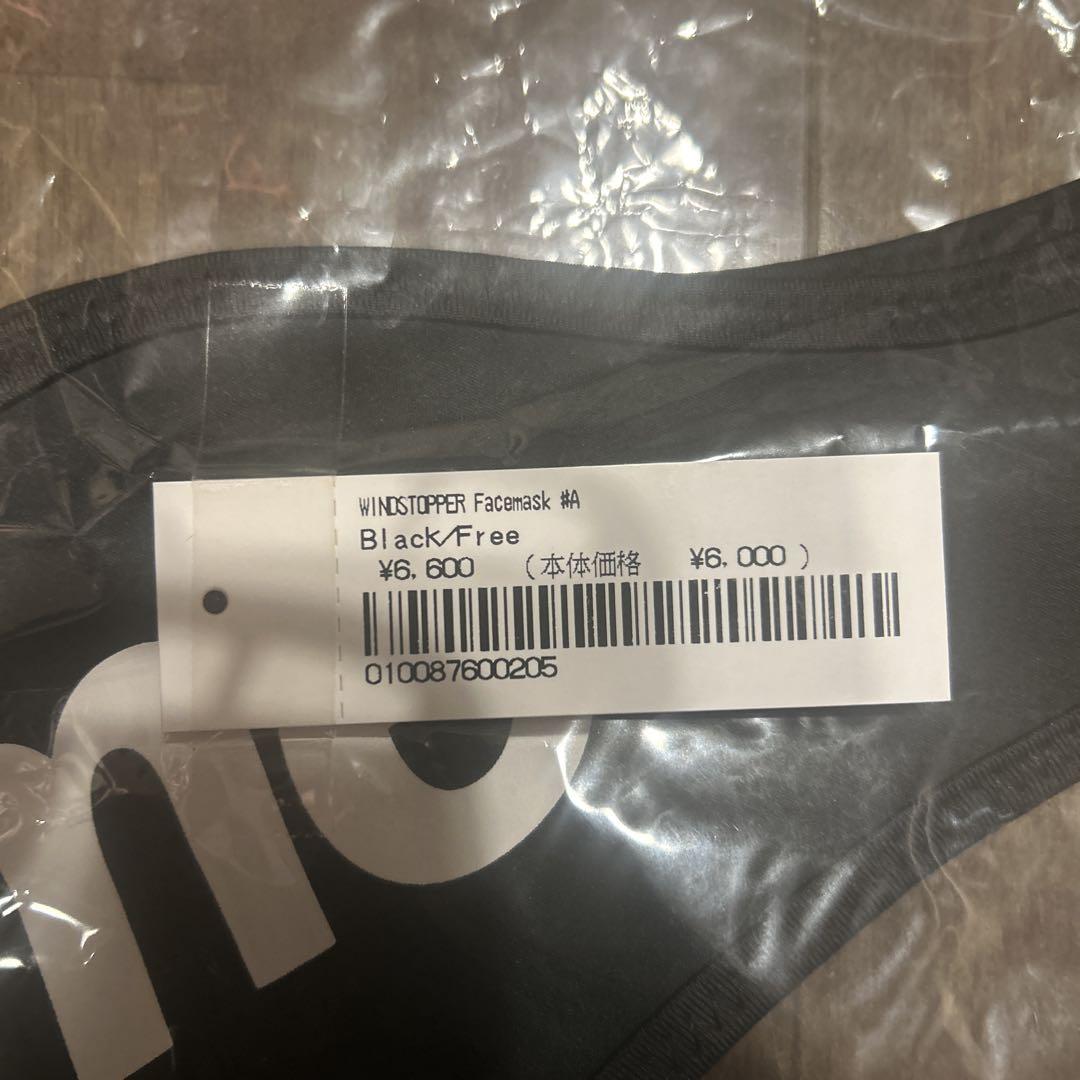 WINDSTOPPER Facemask #A
Black/Free
¥6,600 (本体価格 ¥6,000 )
010087600205